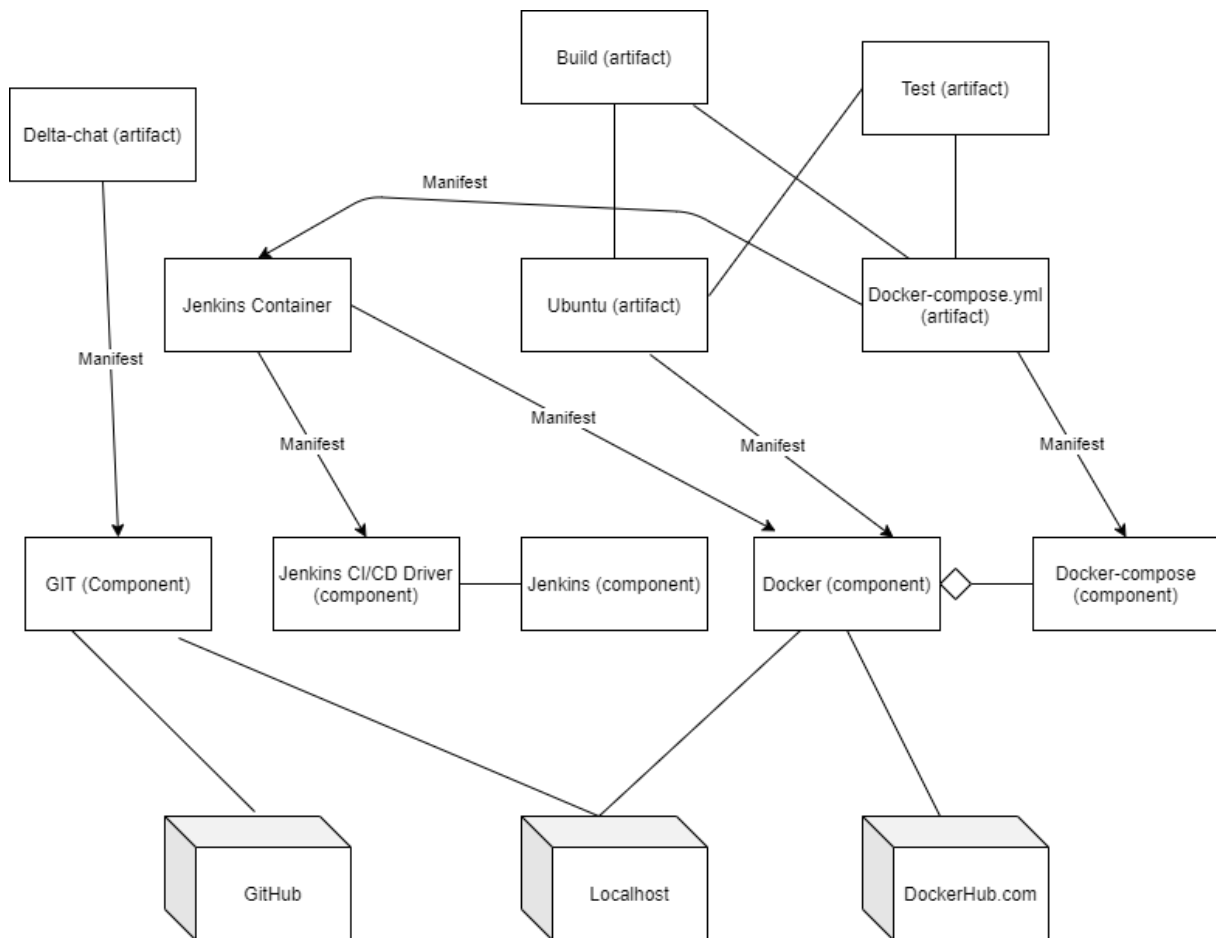 Build (artifact)
Test (artifact)
Delta-chat (artifact)
Manifest
Jenkins Container
Ubuntu (artifact)
Docker-compose.yml
(artifact)
Manifest
Manifest
Manifest
Manifest
Manifest
GIT (Component)
Jenkins CI/CD Driver
(component)
Jenkins (component)
Docker (component)
Docker-compose
(component)
GitHub
Localhost
DockerHub.com